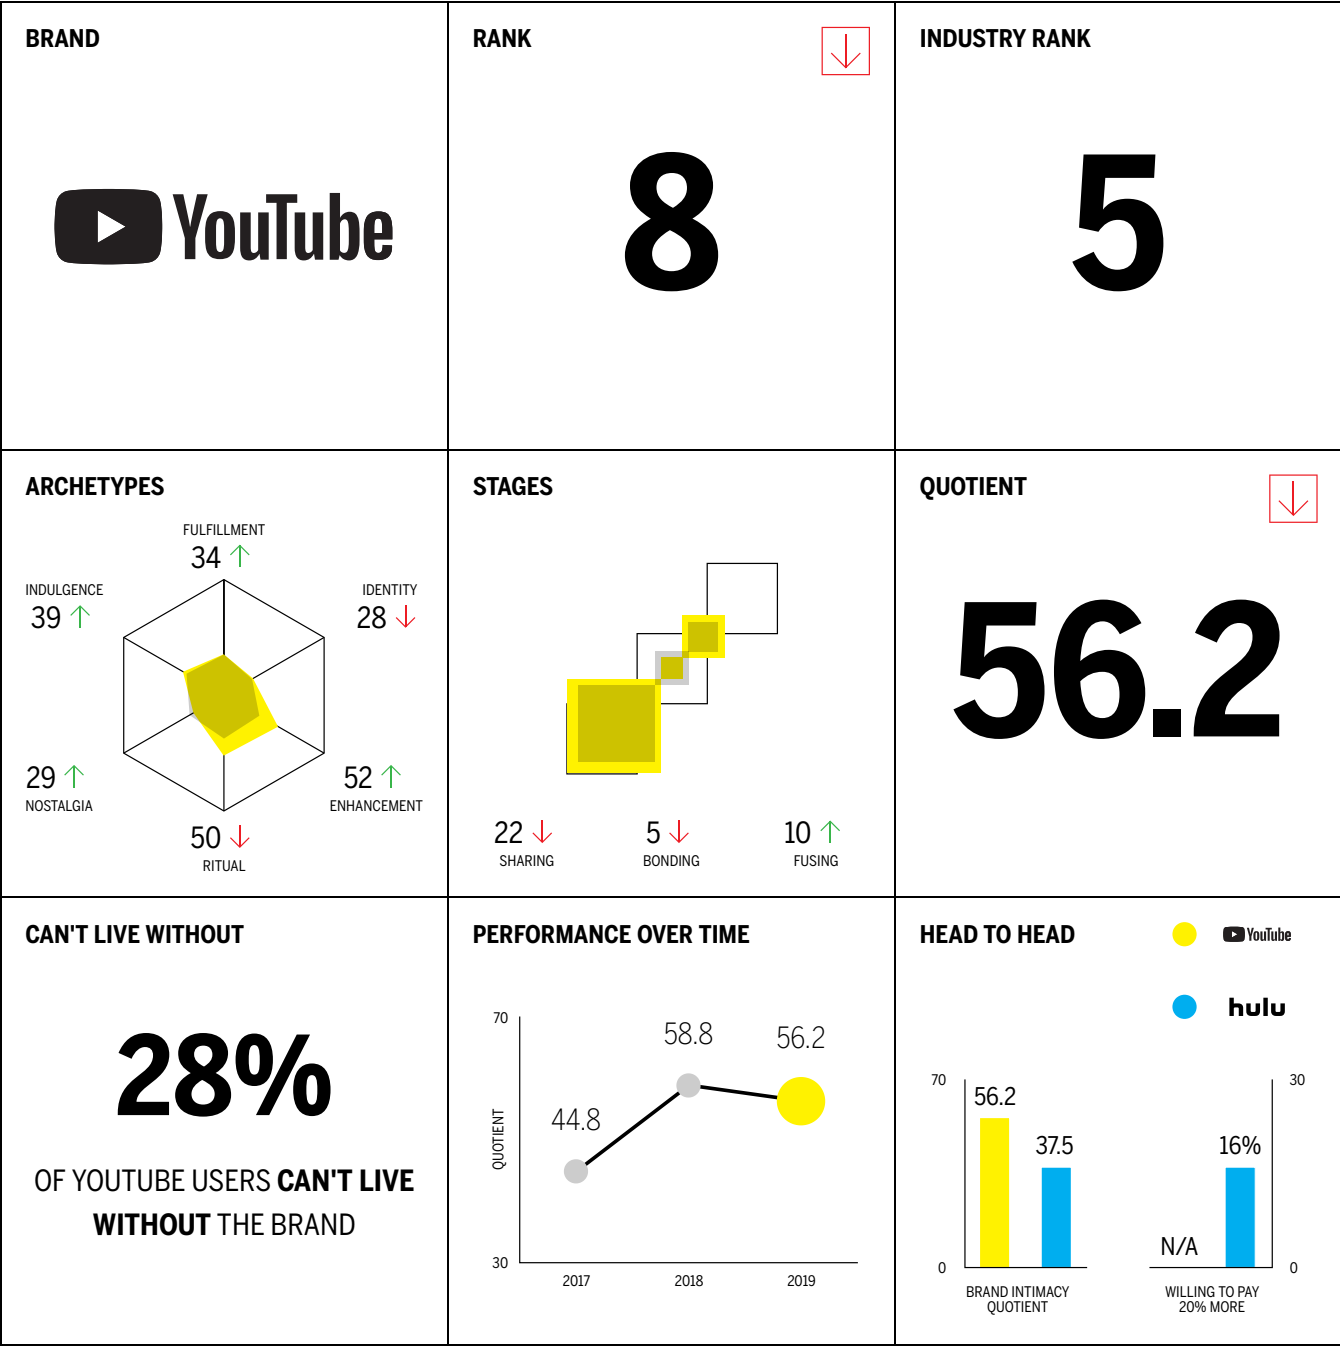 BRAND
YouTube
RANK
8
INDUSTRY RANK
5
ARCHETYPES
FULFILLMENT
34
INDULGENCE
39
IDENTITY
28
29
NOSTALGIA
52
ENHANCEMENT
50
RITUAL
STAGES
22
SHARING
5
BONDING
10
FUSING
QUOTIENT
56.2
CAN'T LIVE WITHOUT
28%
OF YOUTUBE USERS CAN'T LIVE
WITHOUT THE BRAND
PERFORMANCE OVER TIME
70
QUOTIENT
30
44.8
58.8
56.2
2017
2018
2019
HEAD TO HEAD
YouTube
hulu
70
0
56.2
37.5
BRAND INTIMACY
QUOTIENT
N/A
16%
30
0
WILLING TO PAY
20% MORE